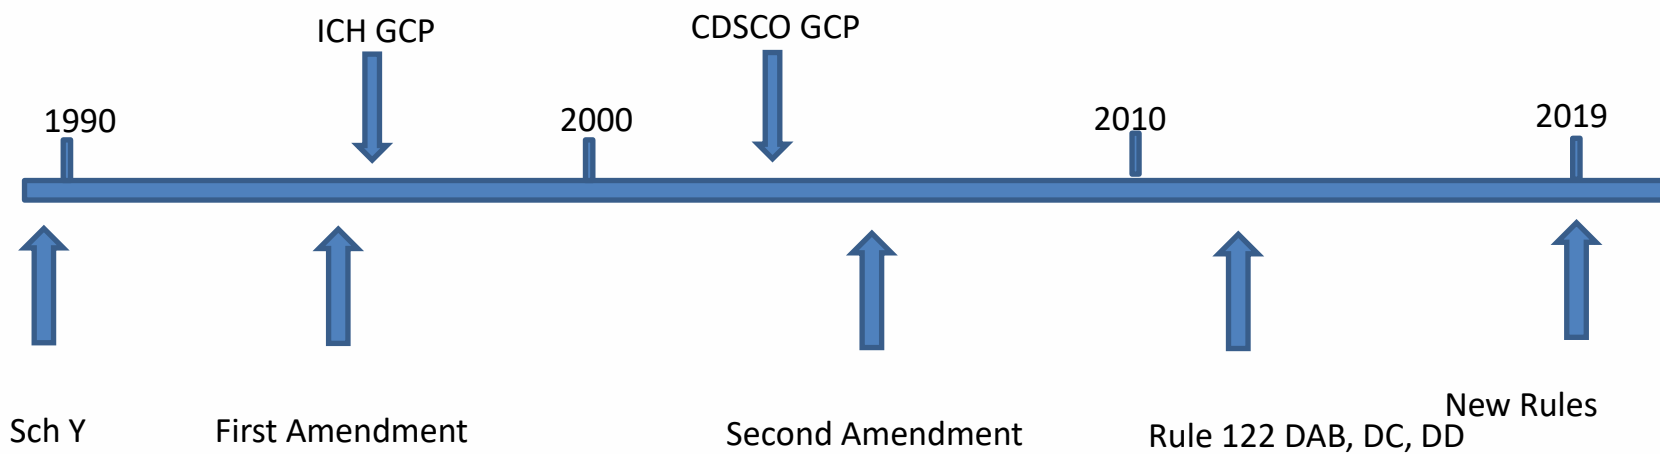 ICH GCP
CDSCO GCP
1990
2000
2010
2019
Sch Y
First Amendment
Second Amendment
Rule 122 DAB, DC, DD
New Rules